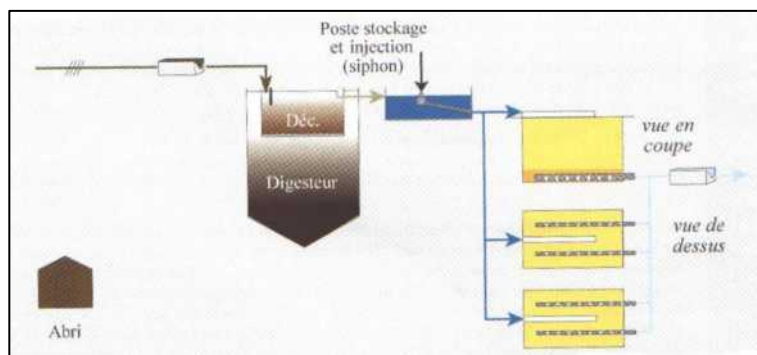 Poste stockage
et injection
(siphon)
Déc.
Digesteur
vue en
coupe
vue de
dessus
Abri